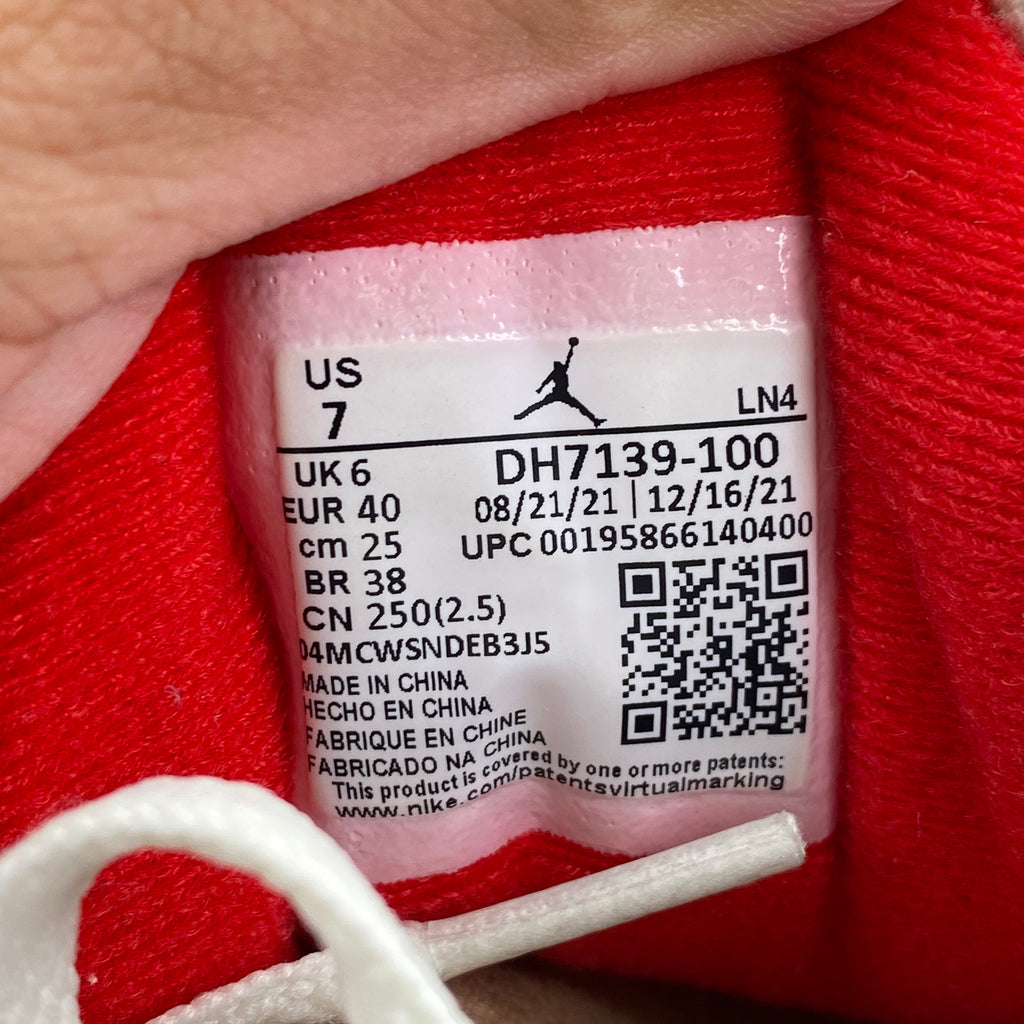 US
7
LN4
UK 6
EUR 40
cm 25
BR 38
CN 250(2.5)
DH7139-100
08/21/21 | 12/16/21
UPC 00195866140400
04MCWSNDEB3J5
MADE IN CHINA
HECHO EN CHINA
FABRIQUE EN CHINE
FABRICADO NA CHINA
This product is covered by one or more patents:
www.nike.com/patentsvirtualmarking